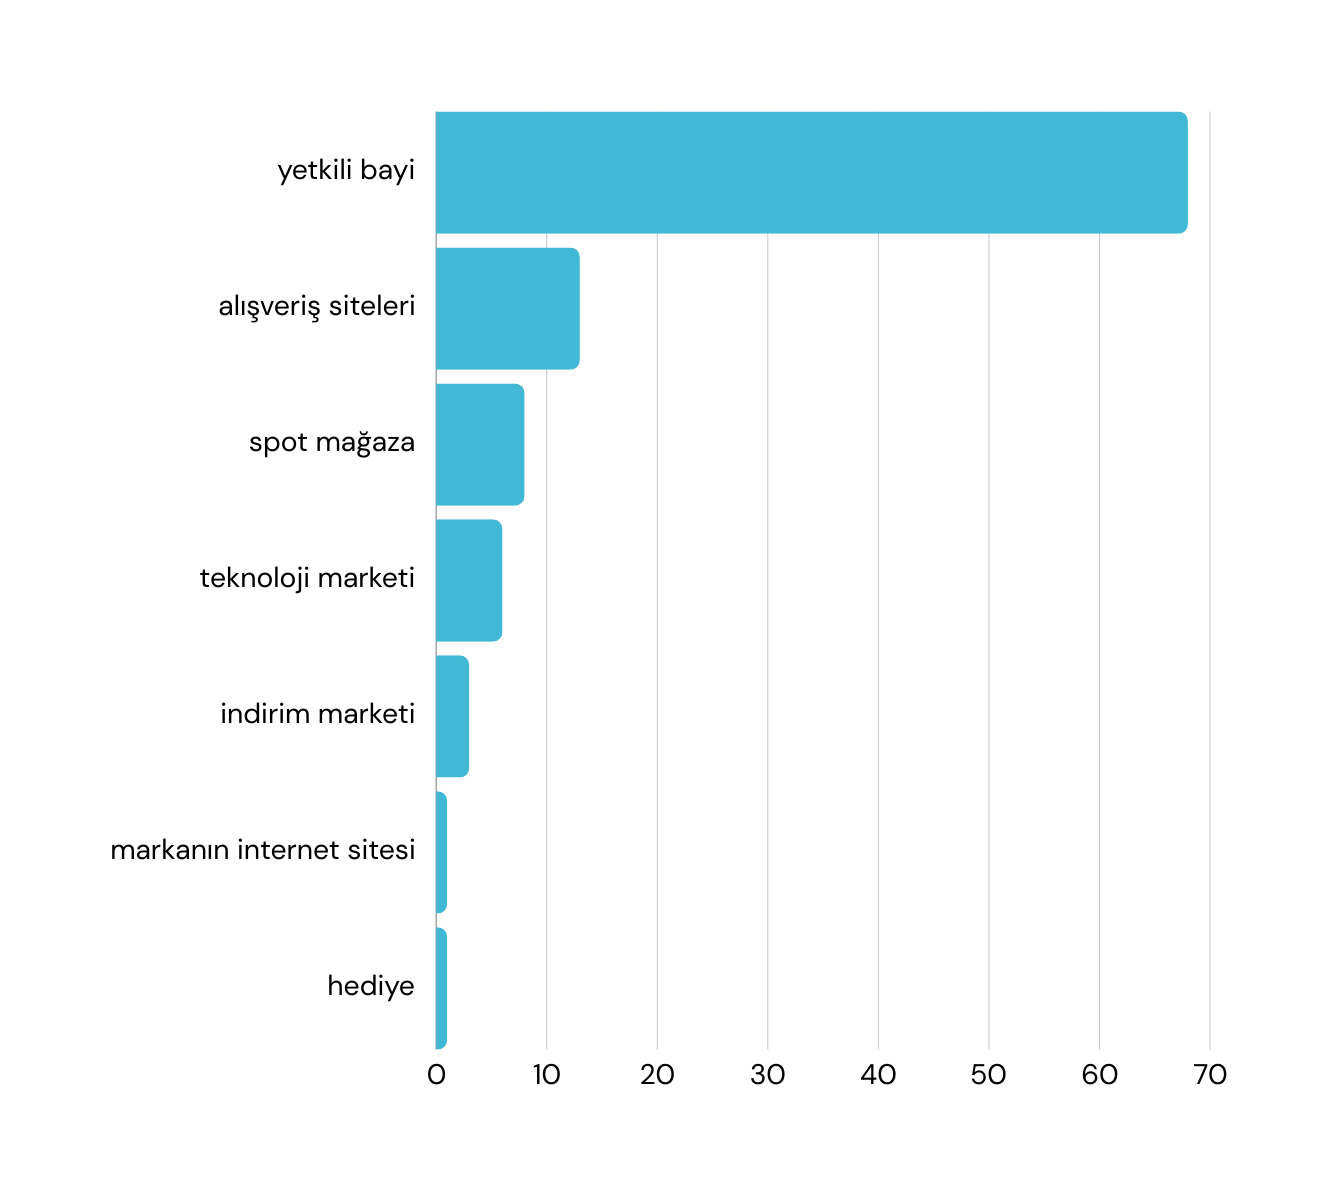 yetkili bayi
alışveriş siteleri
spot mağaza
teknoloji marketi
indirim marketi
markanın internet sitesi
hediye
0 10 20 30 40 50 60 70